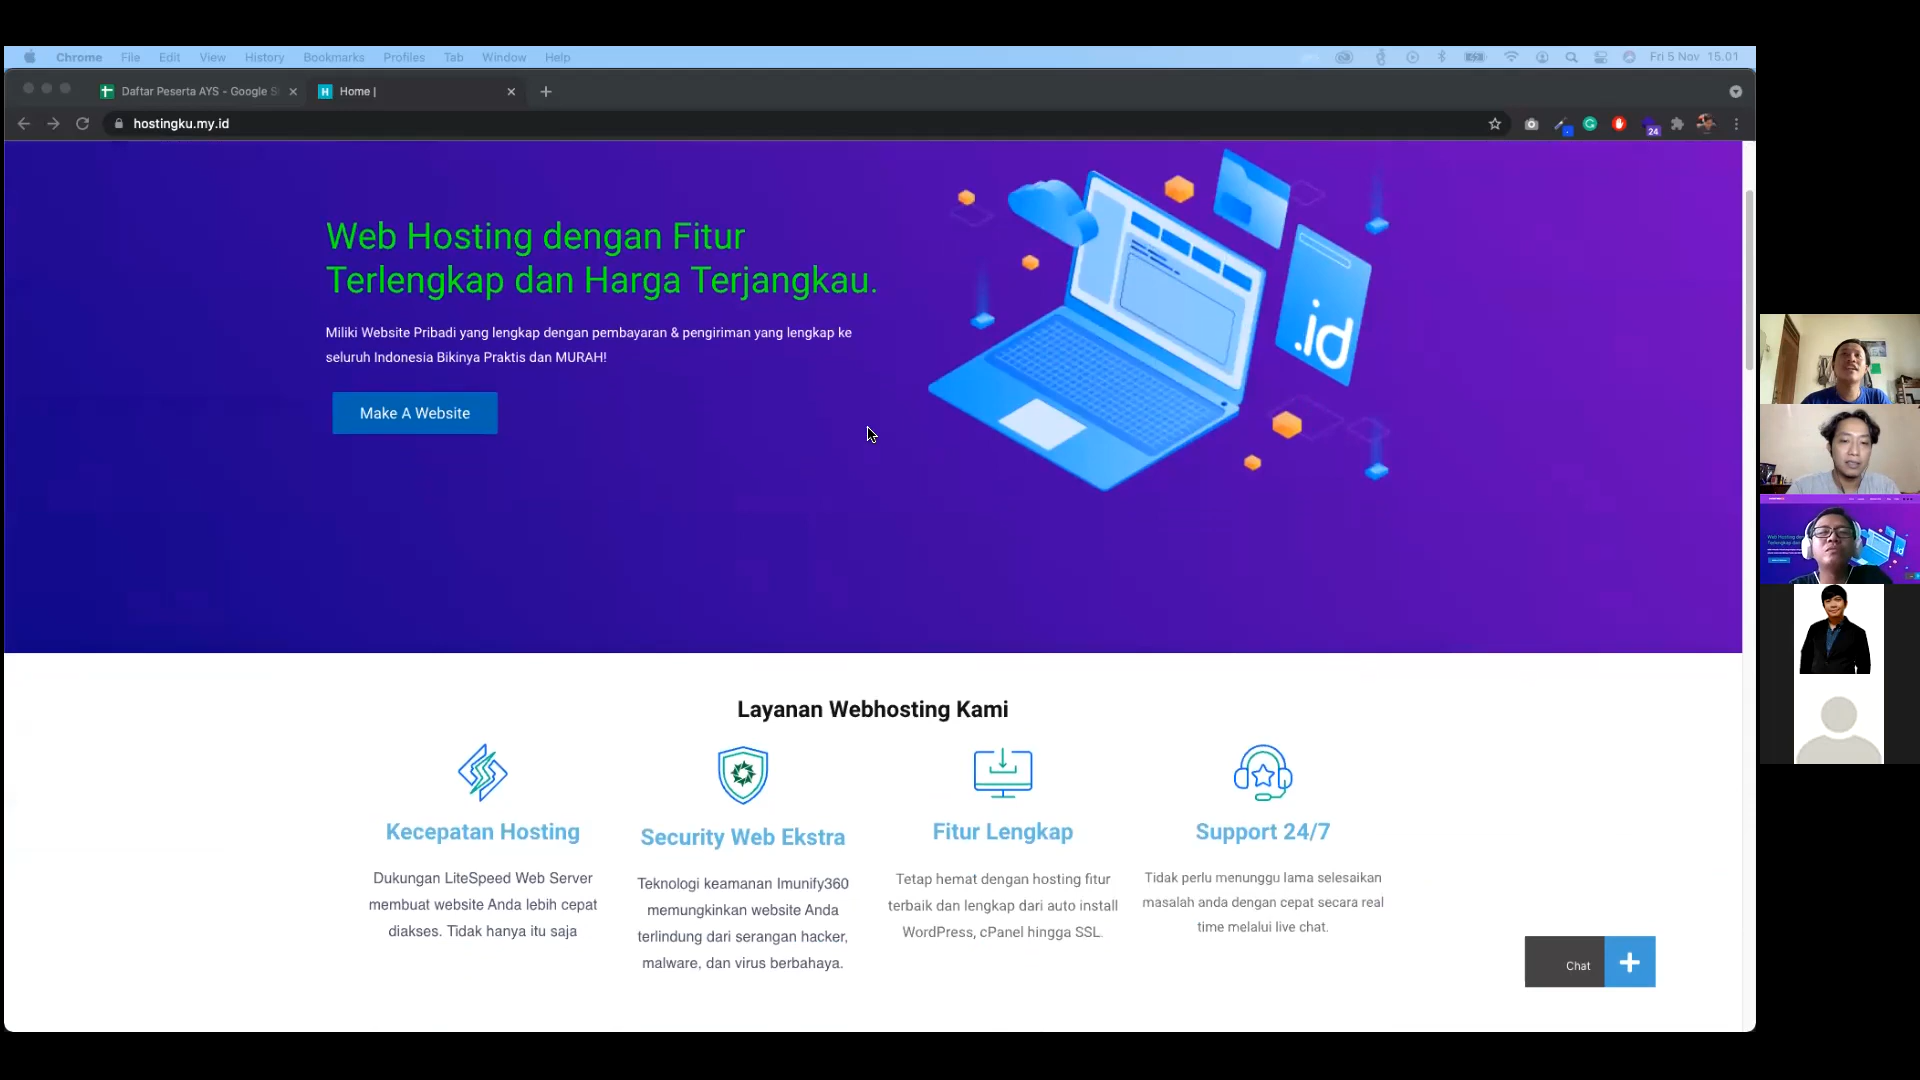 Chrome File Edit View History Bookmarks Profiles Tab Window Help Fri 5 Nov 15.01
Daftar Peserta AYS - Google S
Home |
hostingku.my.id
24
Web Hosting dengan Fitur
Terlengkap dan Harga Terjangkau.
Miliki Website Pribadi yang lengkap dengan pembayaran & pengiriman yang lengkap ke
seluruh Indonesia Bikinya Praktis dan MURAH!
Make A Website
.id
Layanan Webhosting Kami
Kecepatan Hosting
Dukungan LiteSpeed Web Server
membuat website Anda lebih cepat
diakses. Tidak hanya itu saja
Security Web Ekstra
Teknologi keamanan Imunify360
memungkinkan website Anda
terlindung dari serangan hacker,
malware, dan virus berbahaya.
Fitur Lengkap
Tetap hemat dengan hosting fitur
terbaik dan lengkap dari auto install
WordPress, cPanel hingga SSL.
Support 24/7
Tidak perlu menunggu lama selesaikan
masalah anda dengan cepat secara real
time melalui live chat.
Chat